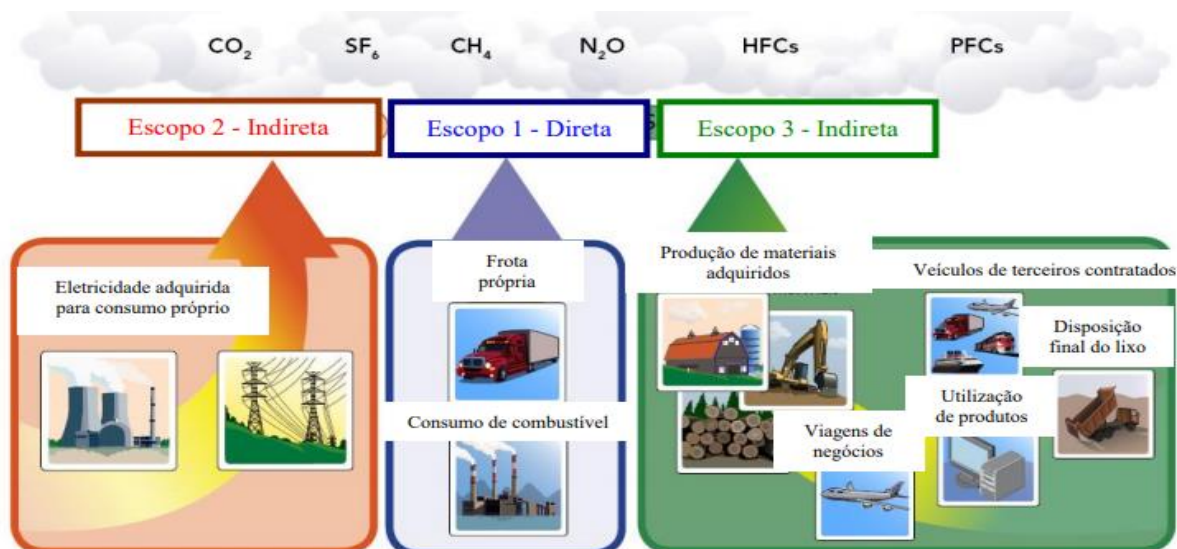 CO₂ SF₆ CH₄ N₂O HFCs PFCs
Escopo 2 - Indireta
Escopo 1 - Direta
Escopo 3 - Indireta
Eletricidade adquirida
para consumo próprio
Frota
própria
Consumo de combustível
Produção de materiais
adquiridos
Veículos de terceiros contratados
Disposição
final do lixo
Utilização
de produtos
Viagens de
negócios